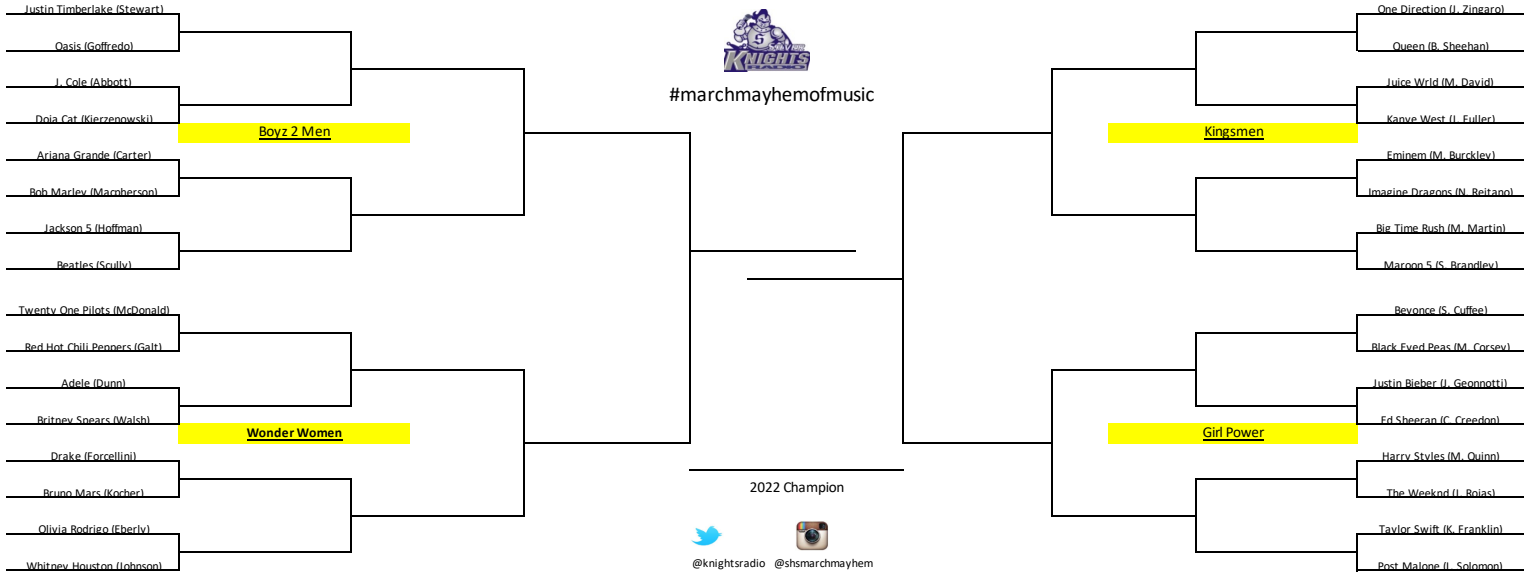 Justin Timberlake (Stewart)
Oasis (Goffredo)
J. Cole (Abbott)
Doja Cat (Kierzenowski)
Boyz 2 Men
Ariana Grande (Carter)
Bob Marley (Macpherson)
Jackson 5 (Hoffman)
Beatles (Scully)
Twenty One Pilots (McDonald)
Red Hot Chili Peppers (Galt)
Adele (Dunn)
Britney Spears (Walsh)
Wonder Women
Drake (Forcellini)
Bruno Mars (Kocher)
Olivia Rodrigo (Eberly)
Whitney Houston (Johnson)
S
KNIGHTS
RADIO
#marchmayhemofmusic
2022 Champion
@knightsradio @shsmarchmayhem
One Direction (J. Zingaro)
Queen (B. Sheehan)
Juice Wrld (M. David)
Kanye West (J. Fuller)
Kingsmen
Eminem (M. Burckley)
Imagine Dragons (N. Reitano)
Big Time Rush (M. Martin)
Maroon 5 (S. Brandley)
Beyonce (S. Cuffee)
Black Eyed Peas (M. Corsey)
Justin Bieber (J. Geonnotti)
Ed Sheeran (C. Creedon)
Girl Power
Harry Styles (M. Quinn)
The Weeknd (J. Rojas)
Taylor Swift (K. Franklin)
Post Malone (L. Solomon)